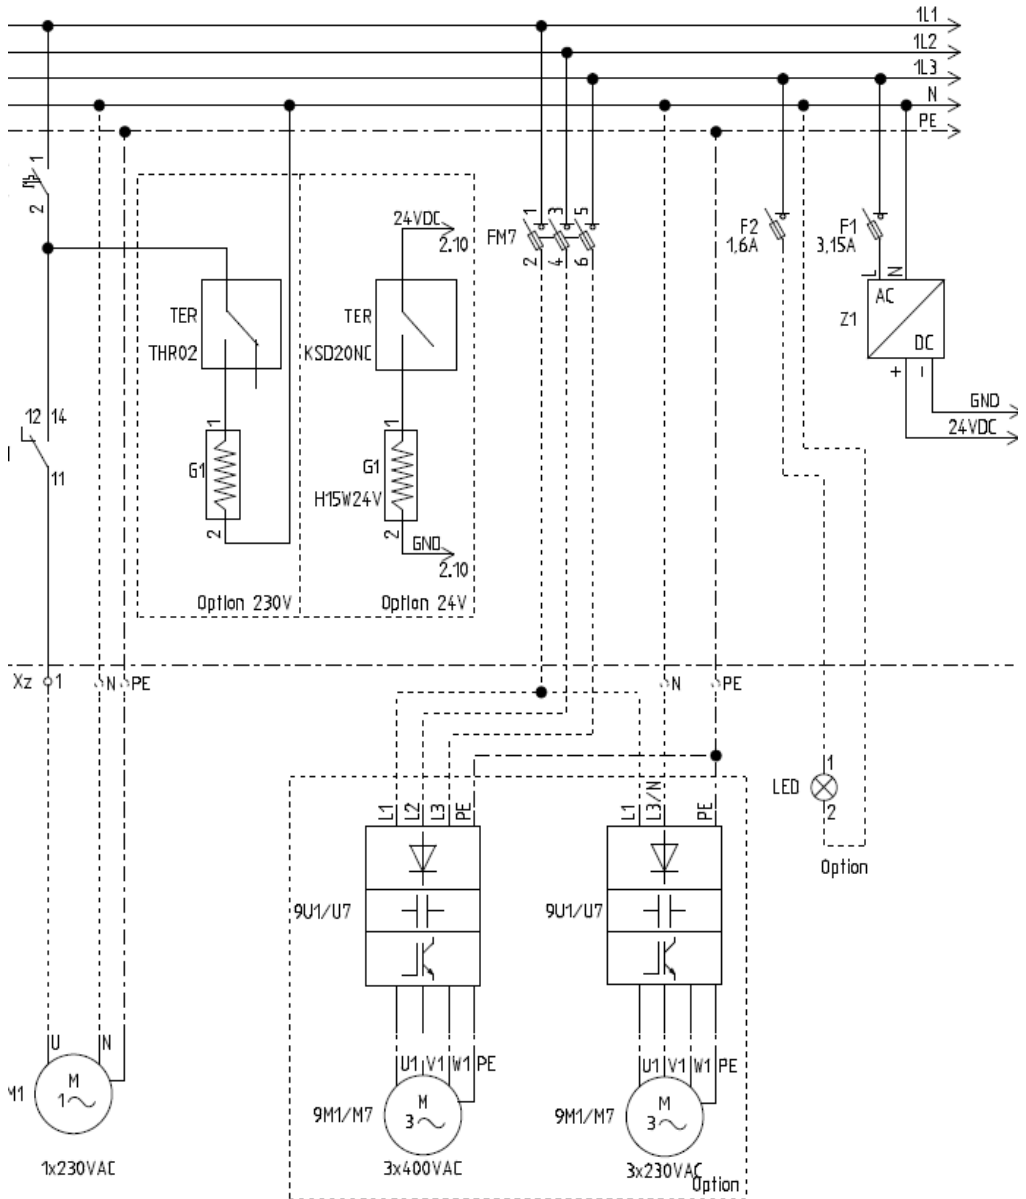 1L1
1L2
1L3
N
PE
1
2
24VDC
2.10
1
3
5
FM7
2
4
6
F2
1,6A
F1
3,15A
L
N
AC
Z1
DC
+
-
GND
24VDC
TER
THR02
TER
KSD20NC
12
14
11
1
G1
2
1
G1
H15W24V
2
GND
2.10
Option 230V
Option 24V
Xz
1
N
PE
N
PE
L1
L2
L3
PE
L1
L3/N
PE
LED
1
2
Option
9U1/U7
9U1/U7
U
N
M1
M
1~
1x230VAC
U1
V1
W1
PE
9M1/M7
M
3~
3x400VAC
U1
V1
W1
PE
9M1/M7
M
3~
3x230VAC
Option